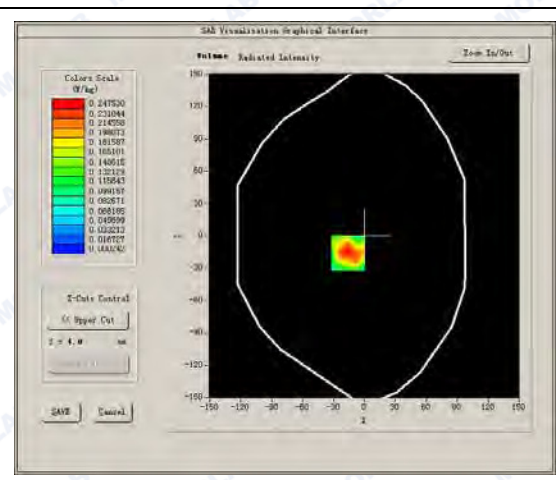 SAR Visualisation Graphical Interface
Volume Radiated Intensity
Zoom In/Out
Colors Scale
(W/kg)
0.247530
0.231044
0.214558
0.198073
0.181587
0.165101
0.148615
0.132129
0.115643
0.099157
0.082671
0.066185
0.049699
0.033213
0.016727
0.000242
150
120
90
60
30
0
-30
-60
-90
-120
-150
-150 -120 -90 -60 -30 0 30 60 90 120 150
X
Z-Cuts Control
<< Upper Cut
Z = 4.0 mm
SAVE
Cancel